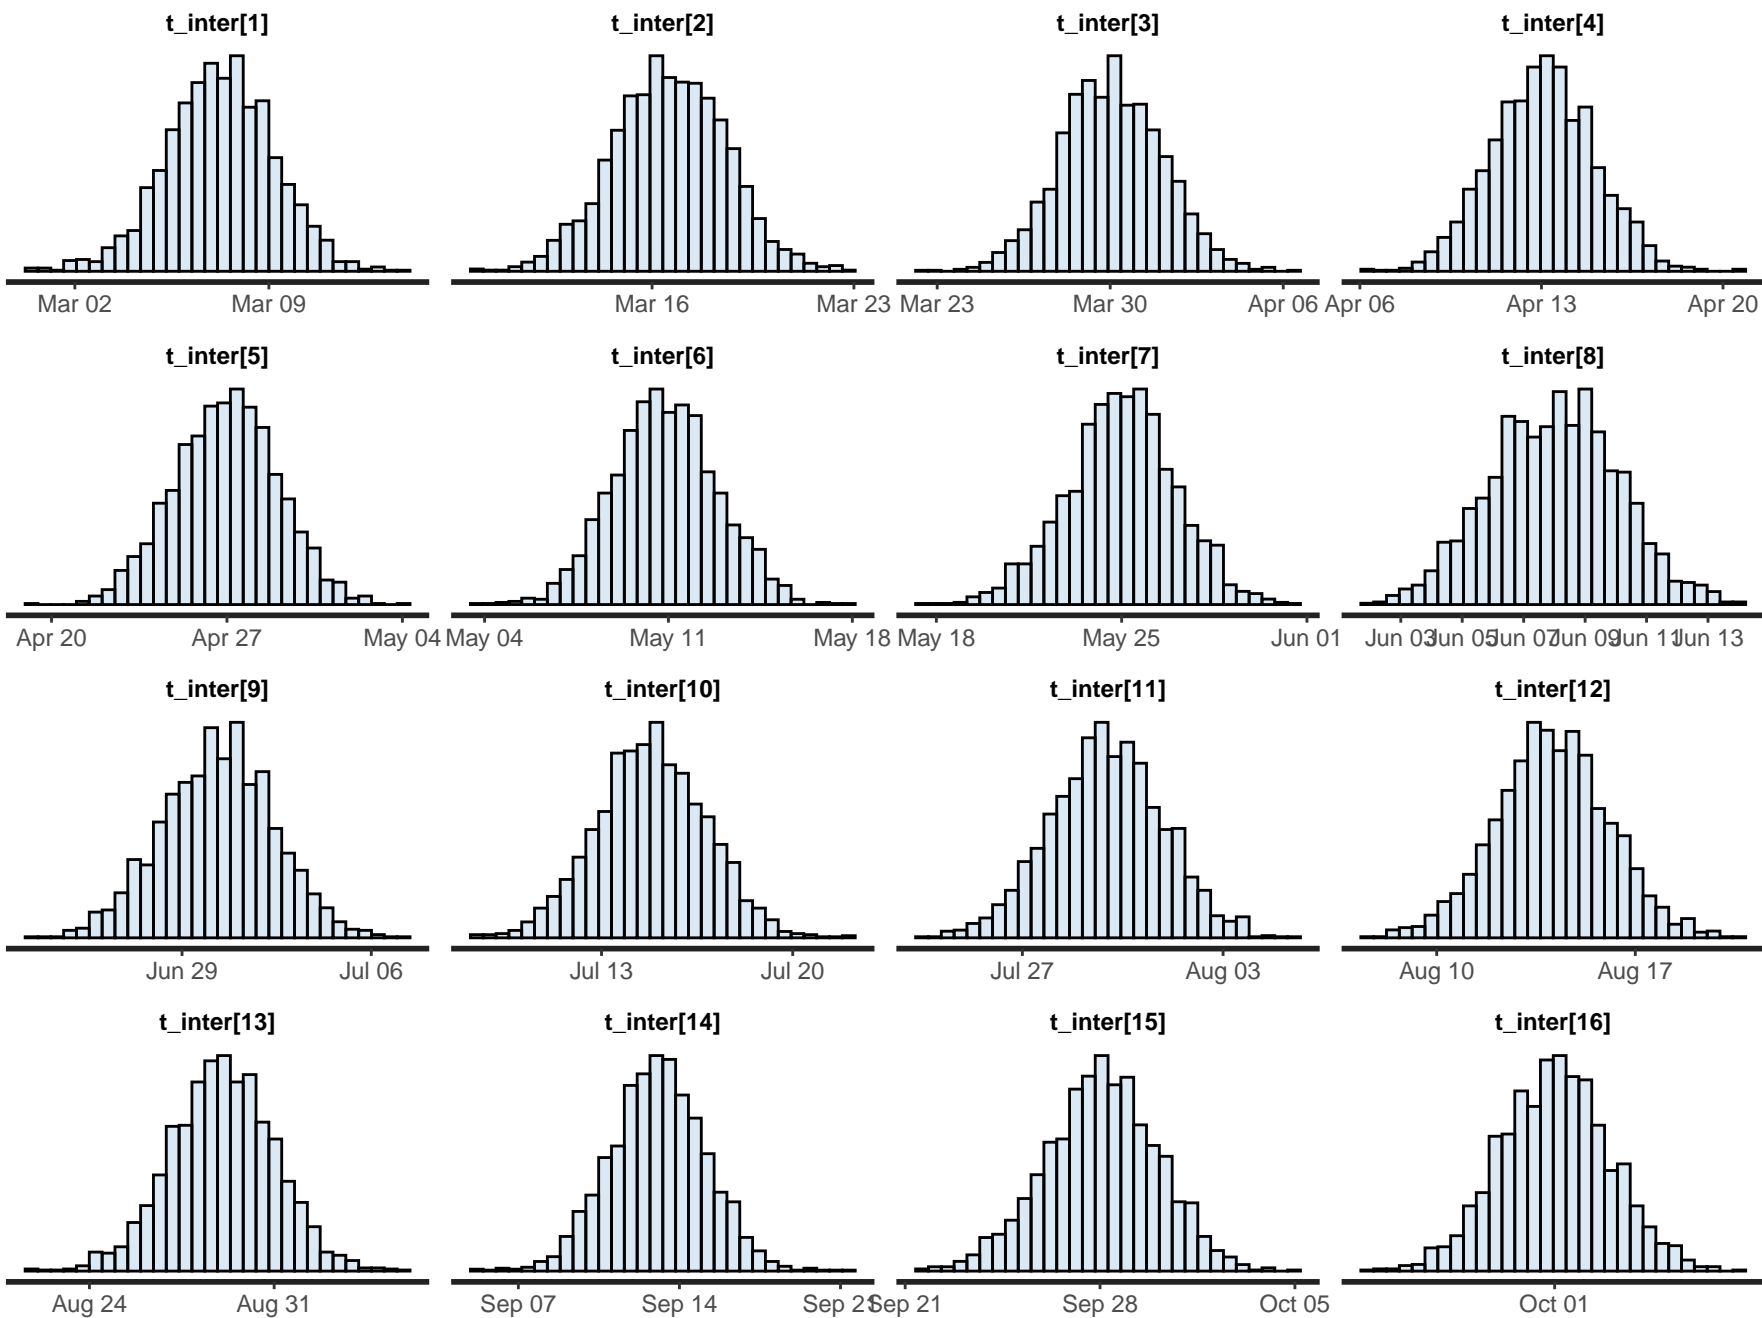 t_inter[1] t_inter[2] t_inter[3] t_inter[4]
Mar 02 Mar 09 Mar 16 Mar 23 Mar 23 Mar 30 Apr 06 Apr 06 Apr 13 Apr 20
t_inter[5] t_inter[6] t_inter[7] t_inter[8]
Apr 20 Apr 27 May 04 May 04 May 11 May 18 May 18 May 25 Jun 01 Jun 03 Jun 05 Jun 07 Jun 09 Jun 11 Jun 13
t_inter[9] t_inter[10] t_inter[11] t_inter[12]
Jun 29 Jul 06 Jul 13 Jul 20 Jul 27 Aug 03 Aug 10 Aug 17
t_inter[13] t_inter[14] t_inter[15] t_inter[16]
Aug 24 Aug 31 Sep 07 Sep 14 Sep 21 Sep 21 Sep 28 Oct 05 Oct 01